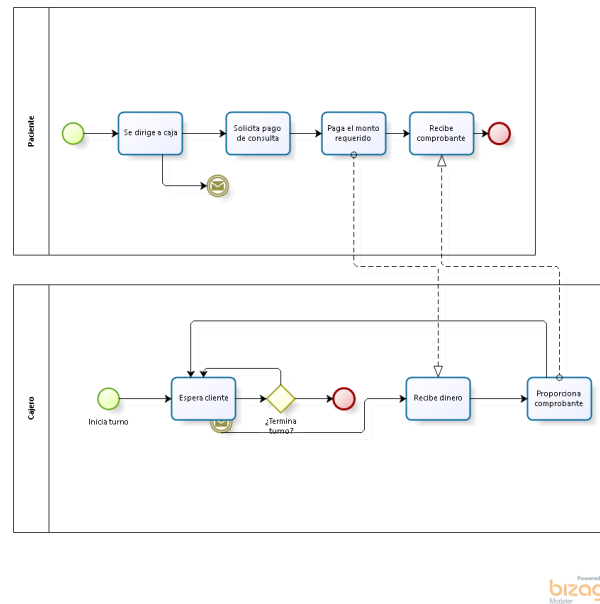 Paciente
Se dirige a caja
Solicita pago
de consulta
Paga el monto
requerido
Recibe
comprobante
Cajero
Inicia turno
Espera cliente
¿Termina
turno?
Recibe dinero
Proporciona
comprobante
Powered
bizag
Modeler